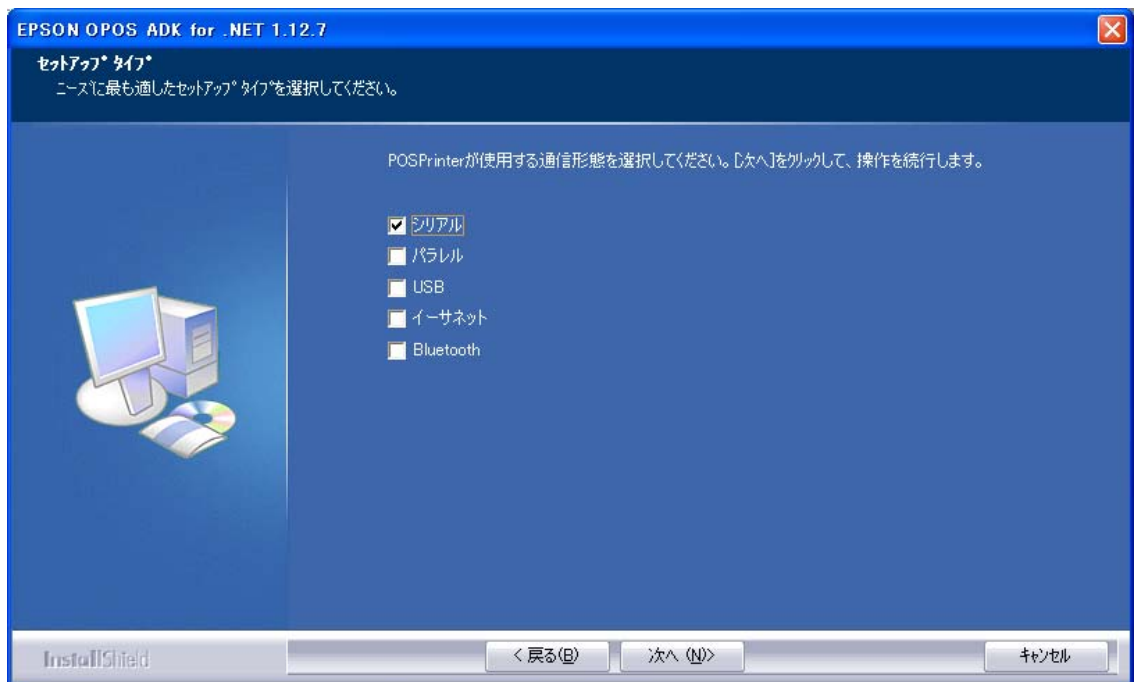 EPSON OPOS ADK for .NET 1.12.7
ｾｯﾄｱｯﾌﾟ ﾀｲﾌﾟ
ニーズに最も適したｾｯﾄｱｯﾌﾟ ﾀｲﾌﾟを選択してください。
POSPrinterが使用する通信形態を選択してください。[次へ]をｸﾘｯｸして、操作を続行します。
シリアル
パラレル
USB
イーサネット
Bluetooth
InstallShield
< 戻る(B)
次へ (N)>
ｷｬﾝｾﾙ